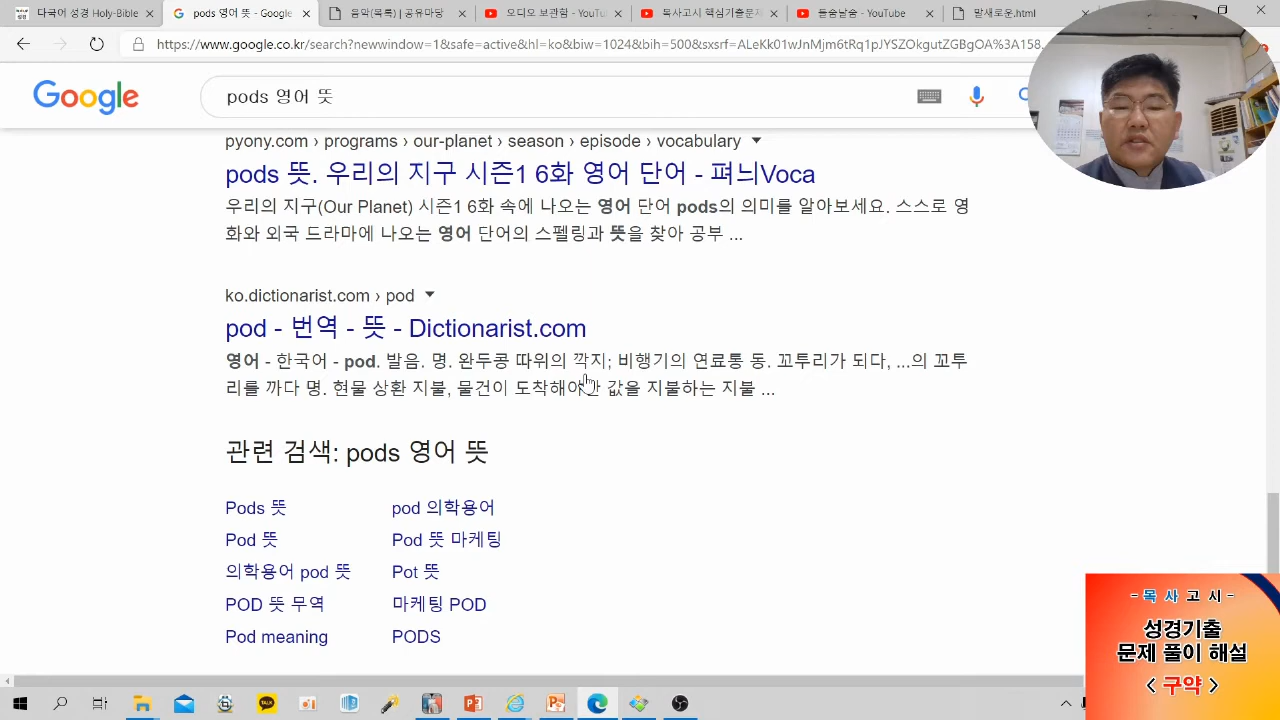 다국어 성경 Holy-Bible
pods 영어 뜻 - Google
음악(목록) | 공유마당
오디오 보관함 - YouTu
목사고시 핵심기출문제
들숨날숨 - YouTube
말새로운.html
https://www.google.co.kr/search?newwindow=1&safe=active&hl=ko&biw=1024&bih=500&sxsrf=ALeKk01wJnMjm6tRq1pJYSZOkgutZGBgOA%3A158...
Google
pods 영어 뜻
pyony.com › programs › our-planet › season › episode › vocabulary
pods 뜻. 우리의 지구 시즌1 6화 영어 단어 - 펴늬Voca
우리의 지구(Our Planet) 시즌1 6화 속에 나오는 영어 단어 pods의 의미를 알아보세요. 스스로 영
화와 외국 드라마에 나오는 영어 단어의 스펠링과 뜻을 찾아 공부 ...
ko.dictionarist.com › pod
pod - 번역 - 뜻 - Dictionarist.com
영어 - 한국어 - pod. 발음. 명. 완두콩 따위의 깍지; 비행기의 연료통 동. 꼬투리가 되다, ...의 꼬투
리를 까다 명. 현물 상환 지불, 물건이 도착해야만 값을 지불하는 지불 ...
관련 검색: pods 영어 뜻
Pods 뜻
pod 의학용어
Pod 뜻
Pod 뜻 마케팅
의학용어 pod 뜻
Pot 뜻
POD 뜻 무역
마케팅 POD
Pod meaning
PODS
- 목 사 고 시 -
성경기출
문제 풀이 해설
< 구약 >
TALK